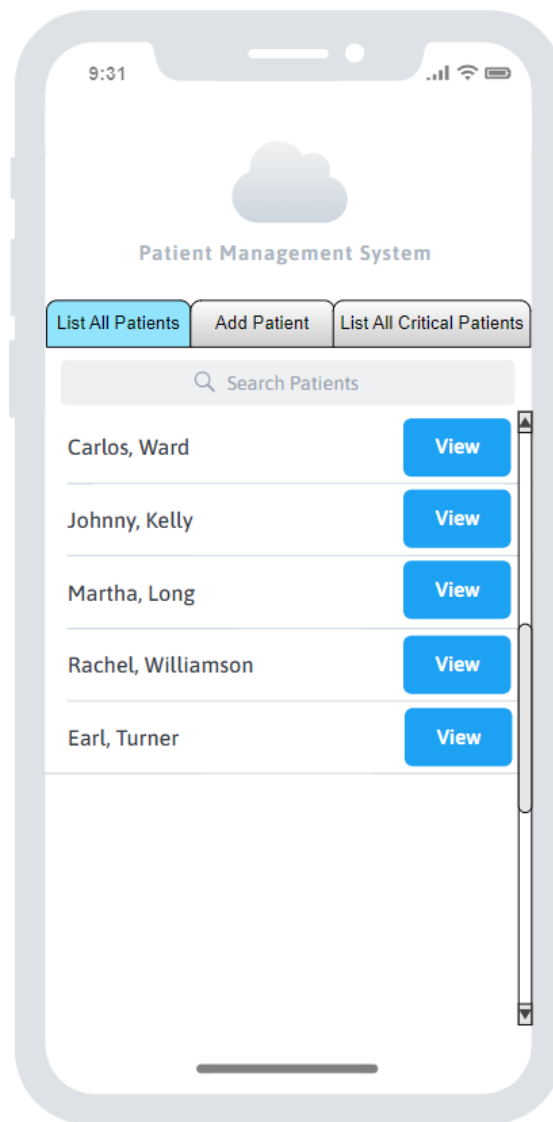 9:31
Patient Management System
List All Patients Add Patient List All Critical Patients
Search Patients
Carlos, Ward View
Johnny, Kelly View
Martha, Long View
Rachel, Williamson View
Earl, Turner View